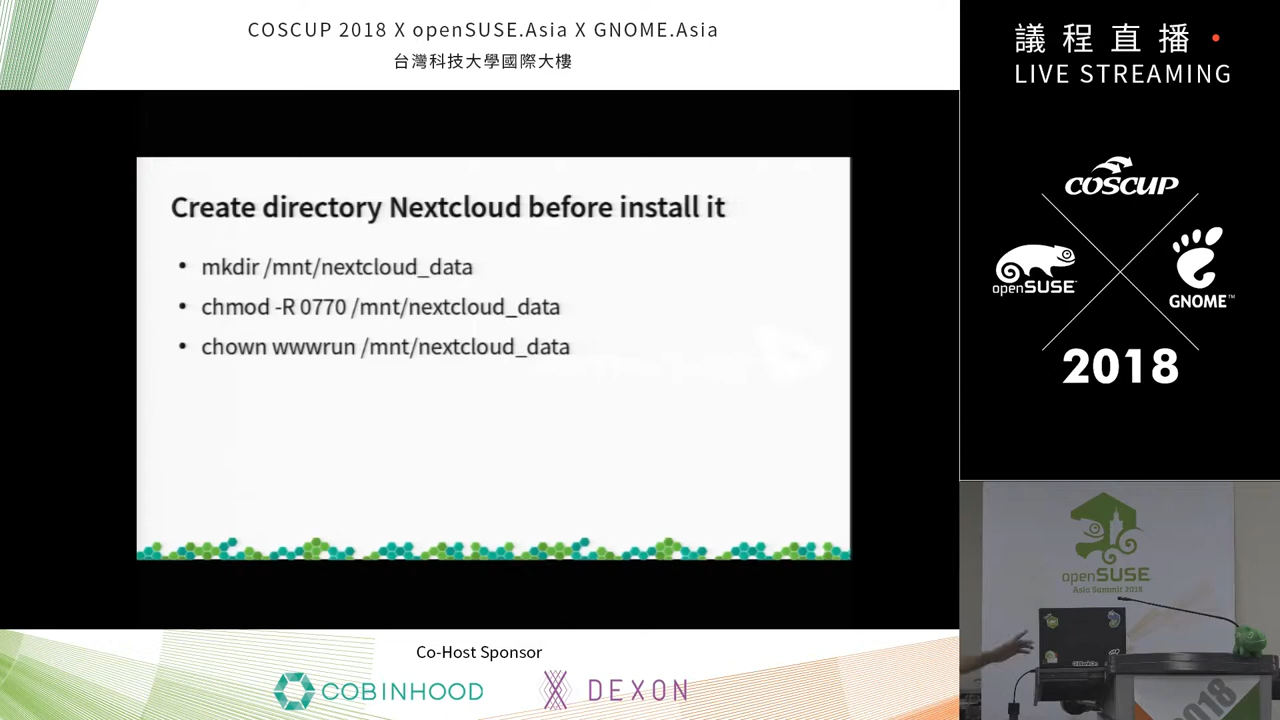 COSCUP 2018 X openSUSE.Asia X GNOME.Asia
台灣科技大學國際大樓
議程直播
LIVE STREAMING
Create directory Nextcloud before install it
• mkdir /mnt/nextcloud_data
• chmod -R 0770 /mnt/nextcloud_data
• chown wwwrun /mnt/nextcloud_data
COSCUP
openSUSE
GNOME™
2018
openSUSE
Asia Summit 2018
2018
Co-Host Sponsor
COBINHOOD
DEXON